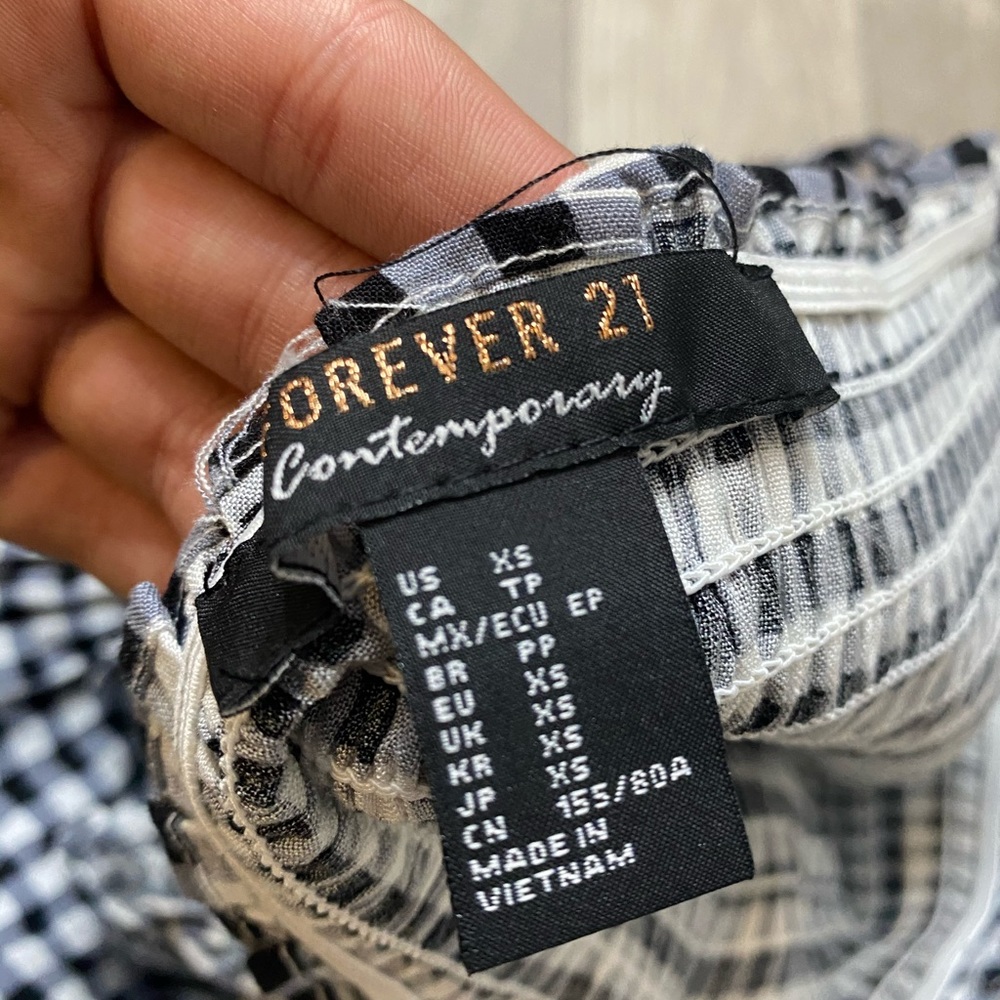 FOREVER 21
Contemporary
US XS
CA TP
MX/ECU EP
BR PP
EU XS
UK XS
KR XS
JP XS
CN 155/80A
MADE IN
VIETNAM